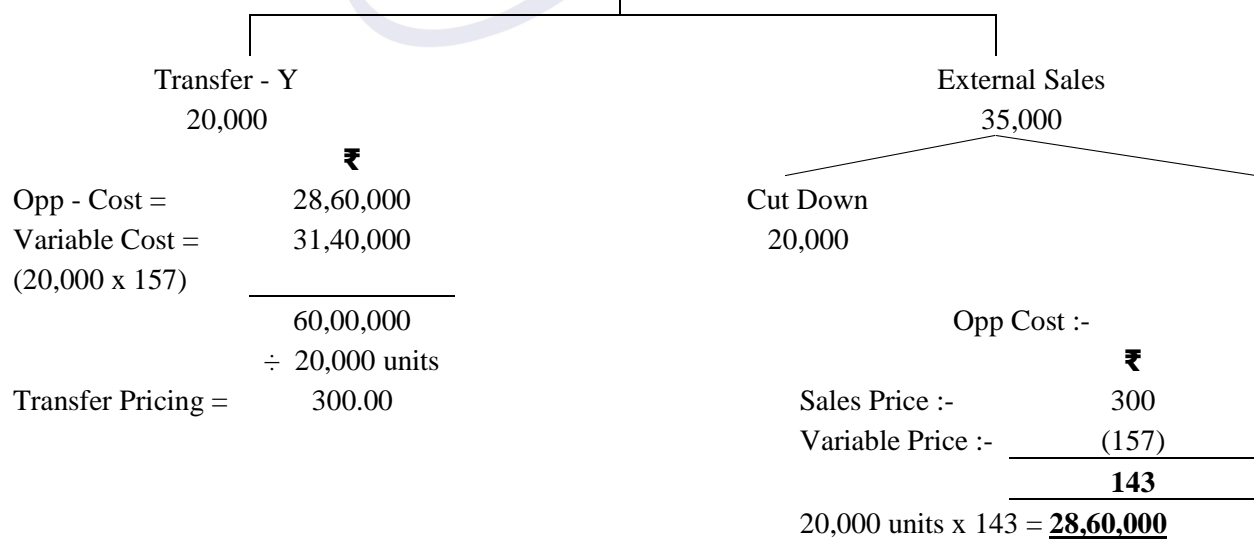 Transfer - Y
20,000
₹
Opp - Cost = 28,60,000
Variable Cost = 31,40,000
(20,000 x 157)
60,00,000
÷ 20,000 units
Transfer Pricing = 300.00
External Sales
35,000
Cut Down
20,000
Opp Cost :-
₹
Sales Price :- 300
Variable Price :- (157)
143
20,000 units x 143 = 28,60,000